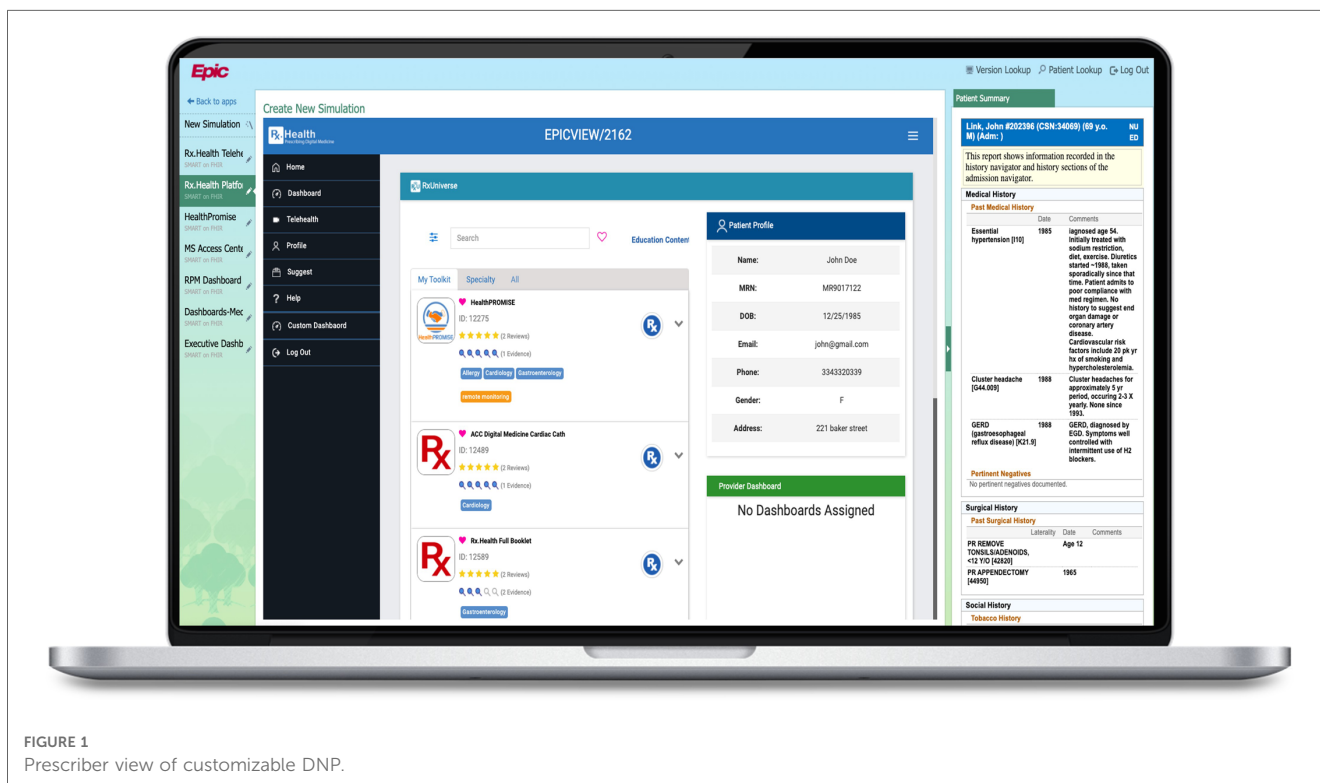 Epic
Version Lookup
Patient Lookup
Log Out
Back to apps
New Simulation
Rx.Health Telehe
SMART on FHIR
Rx.Health Platfo
SMART on FHIR
HealthPromise
SMART on FHIR
MS Access Cente
SMART on FHIR
RPM Dashboard
SMART on FHIR
Dashboards-Mec
SMART on FHIR
Executive Dashb
SMART on FHIR
Create New Simulation
Rx.Health
Prescribing Digital Medicine
EPICVIEW/2162
Home
Dashboard
Telehealth
Profile
Suggest
? Help
Custom Dashbaord
Log Out
RxUniverse
Search
Education Content
My Toolkit
Specialty
All
HealthPROMISE
HealthPROMISE
ID: 12275
(2 Reviews)
(1 Evidence)
Allergy
Cardiology
Gastroenterology
remote monitoring
Rx
Rx
ACC Digital Medicine Cardiac Cath
ID: 12489
(2 Reviews)
(1 Evidence)
Cardiology
Rx
Rx
Rx.Health Full Booklet
ID: 12589
(2 Reviews)
(2 Evidence)
Gastroenterology
Rx
Patient Profile
Name: John Doe
MRN: MR9017122
DOB: 12/25/1985
Email: john@gmail.com
Phone: 3343320339
Gender: F
Address: 221 baker street
Provider Dashboard
No Dashboards Assigned
Patient Summary
Link, John #202396 (CSN:34069) (69 y.o. NU
M) (Adm: ) ED
This report shows information recorded in the
history navigator and history sections of the
admission navigator.
Medical History
Past Medical History
Date Comments
Essential 1985 iagnosed age 54.
hypertension [I10] Initially treated with
sodium restriction,
diet, exercise. Diuretics
started ~1988, taken
sporadically since that
time. Patient admits to
poor compliance with
med regimen. No
history to suggest end
organ damage or
coronary artery
disease.
Cardiovascular risk
factors include 20 pk yr
hx of smoking and
hypercholesterolemia.
Cluster headache 1988 Cluster headaches for
[G44.009] approximately 5 yr
period, occuring 2-3 X
yearly. None since
1993.
GERD 1988 GERD, diagnosed by
(gastroesophageal EGD. Symptoms well
reflux disease) [K21.9] controlled with
intermittent use of H2
blockers.
Pertinent Negatives
No pertinent negatives documented.
Surgical History
Past Surgical History
Laterality Date Comments
PR REMOVE Age 12
TONSILS/ADENOIDS,
<12 Y/O [42820]
PR APPENDECTOMY 1965
[44950]
Social History
Tobacco History
FIGURE 1
Prescriber view of customizable DNP.